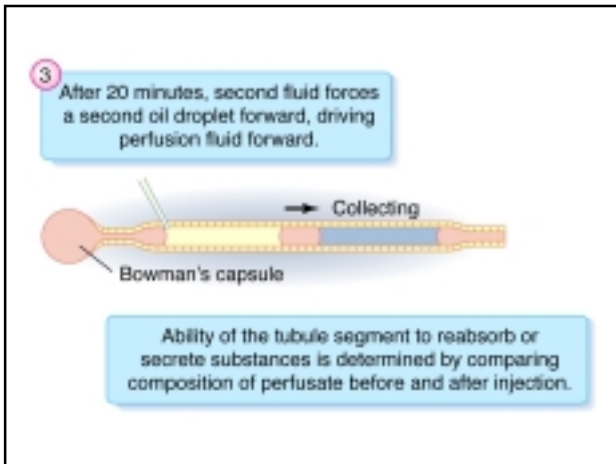 3
After 20 minutes, second fluid forces
a second oil droplet forward, driving
perfusion fluid forward.
Collecting
Bowman's capsule
Ability of the tubule segment to reabsorb or
secrete substances is determined by comparing
composition of perfusate before and after injection.